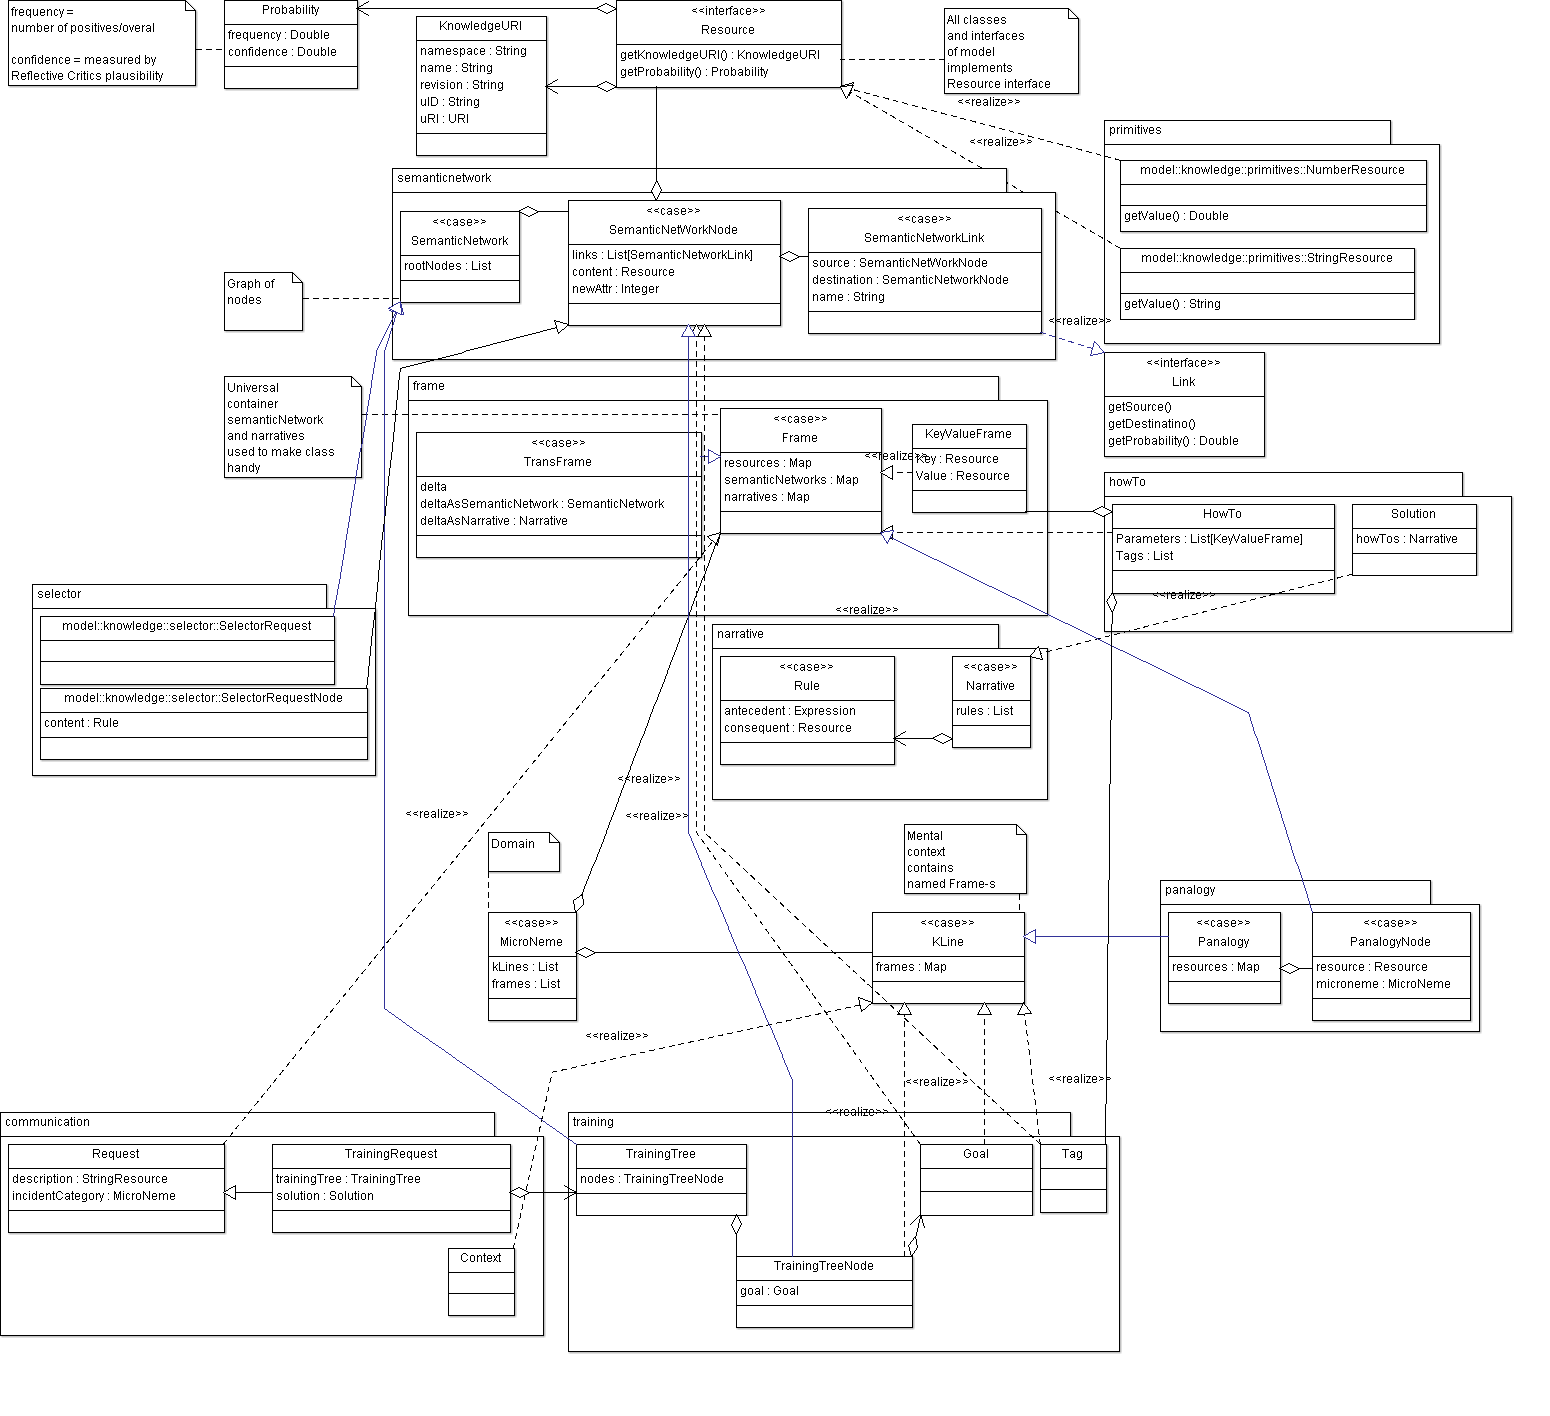 frequency =
number of positives/overal
confidence = measured by
Reflective Critics plausibility
Probability
frequency : Double
confidence : Double
KnowledgeURI
namespace : String
name : String
revision : String
uID : String
uRI : URI
<<interface>>
Resource
getKnowledgeURI() : KnowledgeURI
getProbability() : Probability
All classes
and interfaces
of model
implements
Resource interface
<<realize>>
<<realize>>
primitives
model::knowledge::primitives::NumberResource
getValue() : Double
model::knowledge::primitives::StringResource
getValue() : String
semanticnetwork
<<case>>
SemanticNetwork
rootNodes : List
<<case>>
SemanticNetWorkNode
links : List[SemanticNetworkLink]
content : Resource
newAttr : Integer
<<case>>
SemanticNetworkLink
source : SemanticNetWorkNode
destination : SemanticNetworkNode
name : String
Graph of
nodes
<<realize>>
<<interface>>
Link
getSource()
getDestinatino()
getProbability() : Double
Universal
container
semanticNetwork
and narratives
used to make class
handy
frame
<<case>>
TransFrame
delta
deltaAsSemanticNetwork : SemanticNetwork
deltaAsNarrative : Narrative
<<case>>
Frame
resources : Map
semanticNetworks : Map
narratives : Map
<<realize>>
KeyValueFrame
Key : Resource
Value : Resource
howTo
HowTo
Parameters : List[KeyValueFrame]
Tags : List
Solution
howTos : Narrative
<<realize>>
<<realize>>
selector
model::knowledge::selector::SelectorRequest
model::knowledge::selector::SelectorRequestNode
content : Rule
narrative
<<case>>
Rule
antecedent : Expression
consequent : Resource
<<case>>
Narrative
rules : List
<<realize>>
<<realize>>
<<realize>>
Domain
Mental
context
contains
named Frame-s
<<case>>
MicroNeme
kLines : List
frames : List
<<case>>
KLine
frames : Map
panalogy
<<case>>
Panalogy
resources : Map
<<case>>
PanalogyNode
resource : Resource
microneme : MicroNeme
<<realize>>
<<realize>>
<<realize>>
<<realize>>
communication
Request
description : StringResource
incidentCategory : MicroNeme
TrainingRequest
trainingTree : TrainingTree
solution : Solution
Context
training
TrainingTree
nodes : TrainingTreeNode
Goal
Tag
TrainingTreeNode
goal : Goal